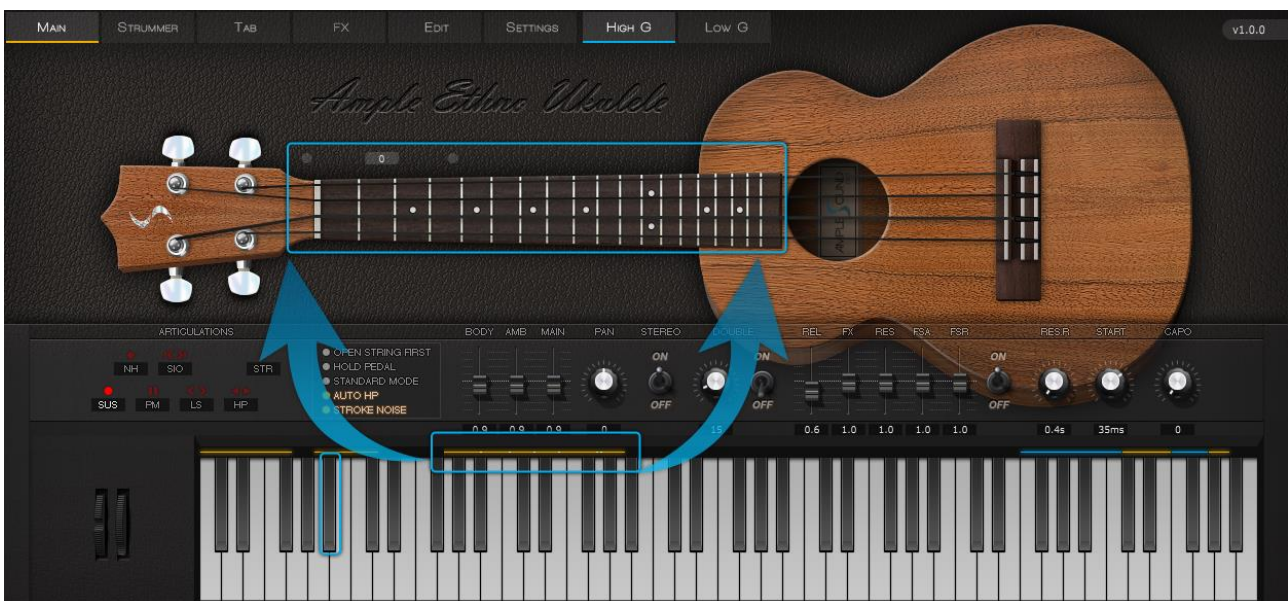 MAIN STRUMMER TAB FX EDIT SETTINGS HIGH G LOW G v1.0.0
Ample Ethno Ukulele
0
AMPLE SOUND
ARTICULATIONS BODY AMB MAIN PAN STEREO DOUBLE REL FX RES FSA FSR RES.R START CAPO
NH SIO STR
SUS PM LS HP
OPEN STRING FIRST
HOLD PEDAL
STANDARD MODE
AUTO HP
STROKE NOISE
ON ON ON
OFF OFF OFF
0.9 0.9 0.9 0 15 0.6 1.0 1.0 1.0 1.0 0.4s 35ms 0